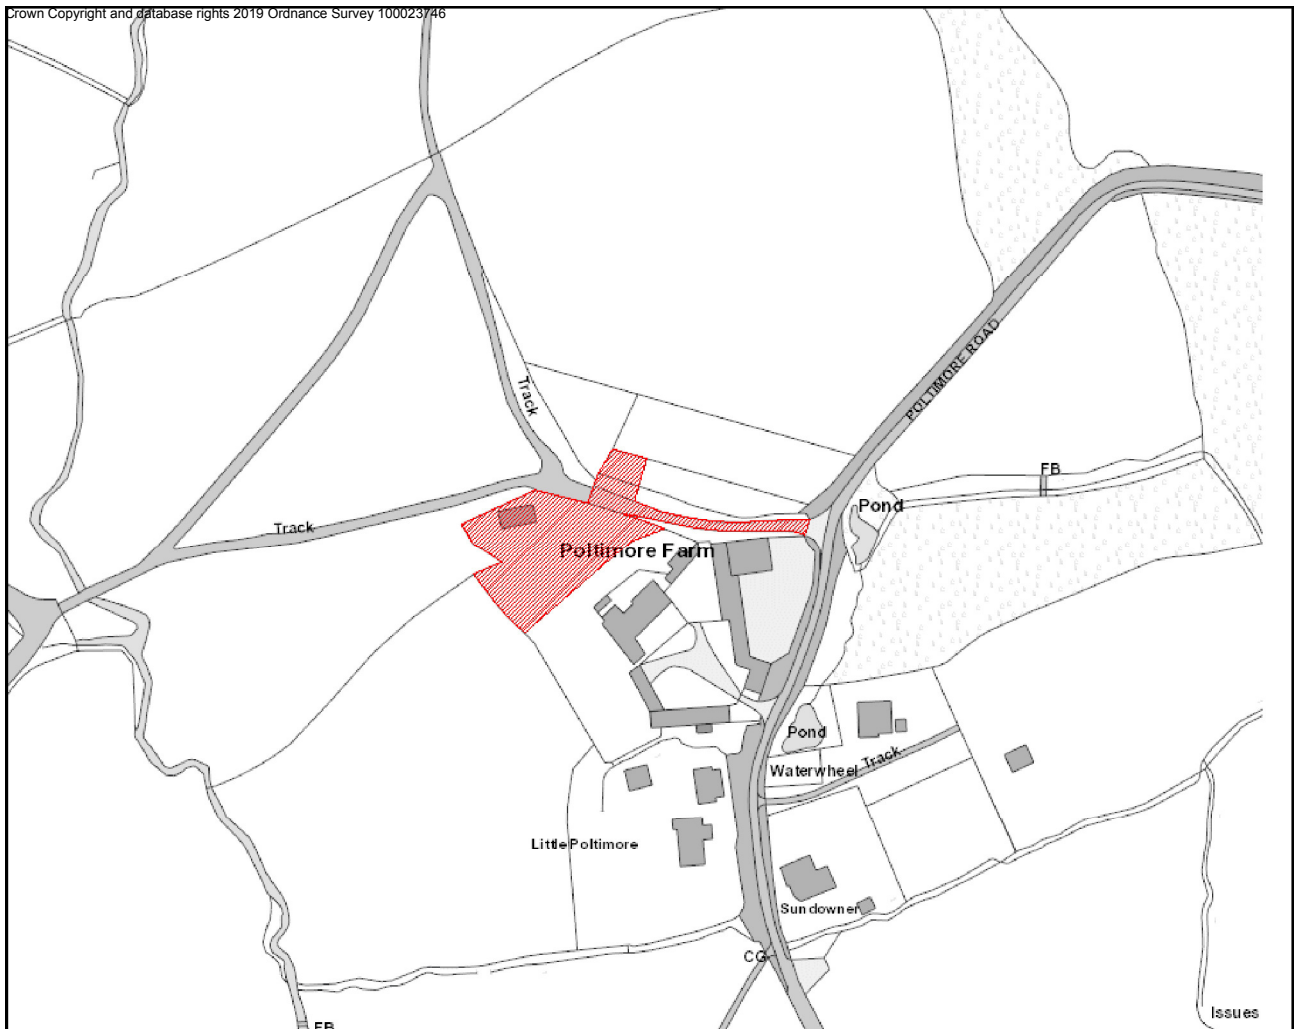 Crown Copyright and database rights 2019 Ordnance Survey 100023746
POLTIMORE ROAD
Track
FB
Pond
Track
Poltimore Farm
Pond
Track
Waterwheel
Little Poltimore
Sundowner
CG
Issues
FB